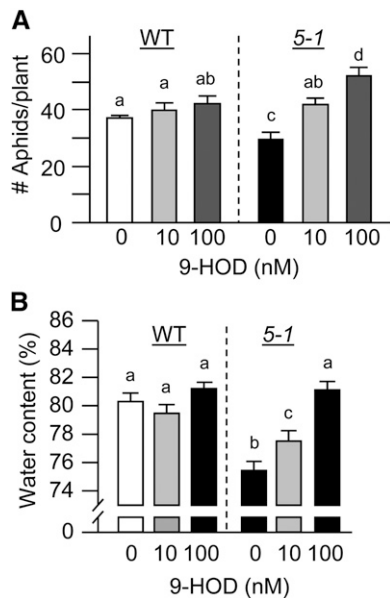 A
WT 5-1
# Aphids/plant
60
40
20
0
a a ab c ab d
0 10 100 0 10 100
9-HOD (nM)
B
WT 5-1
Water content (%)
86
84
82
80
78
76
74
0
a a a b c a
0 10 100 0 10 100
9-HOD (nM)